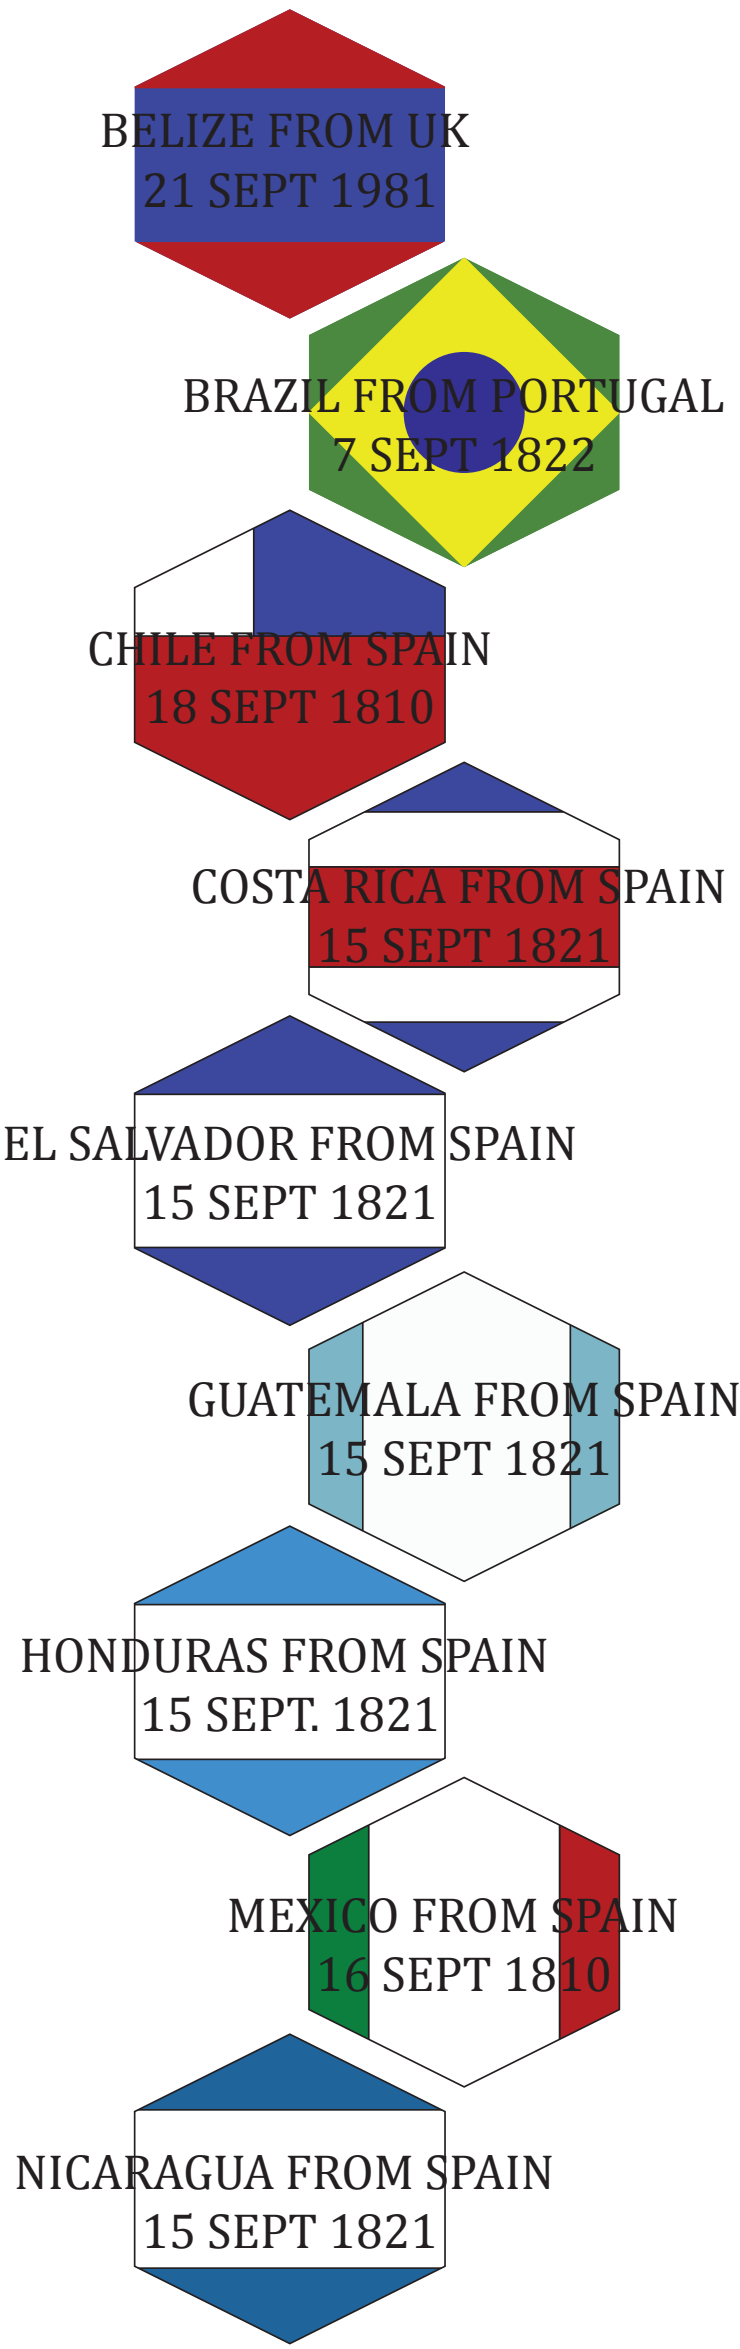 BELIZE FROM UK
21 SEPT 1981
BRAZIL FROM PORTUGAL
7 SEPT 1822
CHILE FROM SPAIN
18 SEPT 1810
COSTA RICA FROM SPAIN
15 SEPT 1821
EL SALVADOR FROM SPAIN
15 SEPT 1821
GUATEMALA FROM SPAIN
15 SEPT 1821
HONDURAS FROM SPAIN
15 SEPT. 1821
MEXICO FROM SPAIN
16 SEPT 1810
NICARAGUA FROM SPAIN
15 SEPT 1821